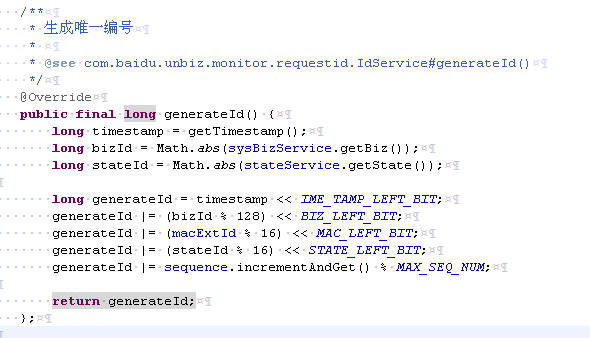 /**
* 生成唯一编号
*
* @see com.baidu.unbiz.monitor.requestid.IdService#generateId()
*/
@Override
public final long generateId() {
long timestamp = getTimestamp();
long bizId = Math.abs(sysBizService.getBiz());
long stateId = Math.abs(stateService.getState());
long generateId = timestamp << IME_TAMP_LEFT_BIT;
generateId |= (bizId % 128) << BIZ_LEFT_BIT;
generateId |= (macExtId % 16) << MAC_LEFT_BIT;
generateId |= (stateId % 16) << STATE_LEFT_BIT;
generateId |= sequence.incrementAndGet() % MAX_SEQ_NUM;
return generateId;
};